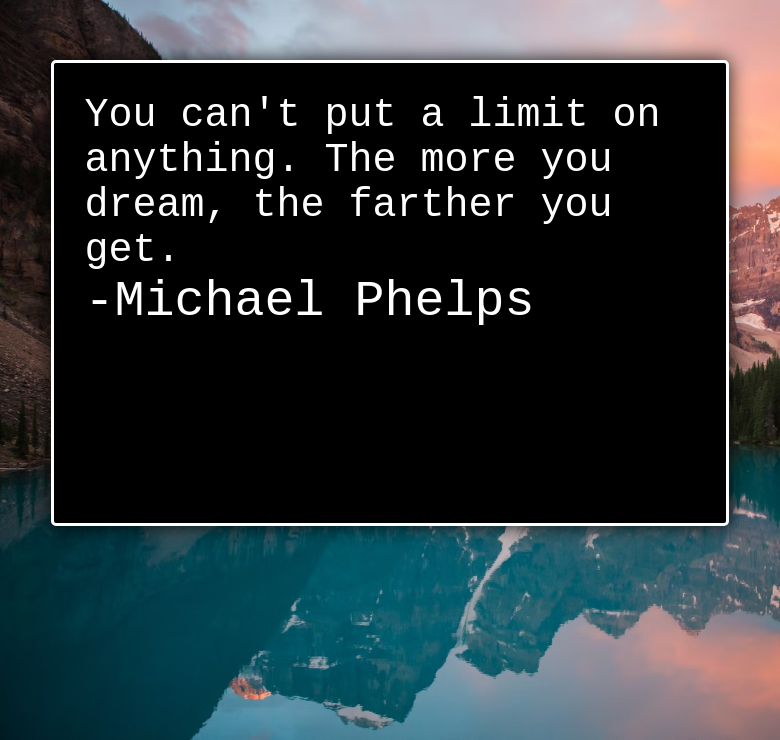 You can't put a limit on
anything. The more you
dream, the farther you
get.
-Michael Phelps